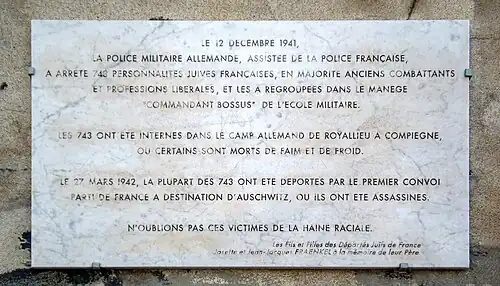 LE 12 DECEMBRE 1941,
LA POLICE MILITAIRE ALLEMANDE, ASSISTEE DE LA POLICE FRANÇAISE,
A ARRETE 743 PERSONNALITES JUIVES FRANÇAISES, EN MAJORITE ANCIENS COMBATTANTS
ET PROFESSIONS LIBERALES, ET LES A REGROUPEES DANS LE MANEGE
"COMMANDANT BOSSUS" DE L'ECOLE MILITAIRE.
LES 743 ONT ETE INTERNES DANS LE CAMP ALLEMAND DE ROYALLIEU A COMPIEGNE,
OU CERTAINS SONT MORTS DE FAIM ET DE FROID.
LE 27 MARS 1942, LA PLUPART DES 743 ONT ETE DEPORTES PAR LE PREMIER CONVOI
PARTI DE FRANCE A DESTINATION D'AUSCHWITZ, OU ILS ONT ETE ASSASSINES.
N'OUBLIONS PAS CES VICTIMES DE LA HAINE RACIALE.
Les Fils et Filles des Déportés Juifs de France
Josette et Jean-Jacques FRAENKEL à la mémoire de leur Père.